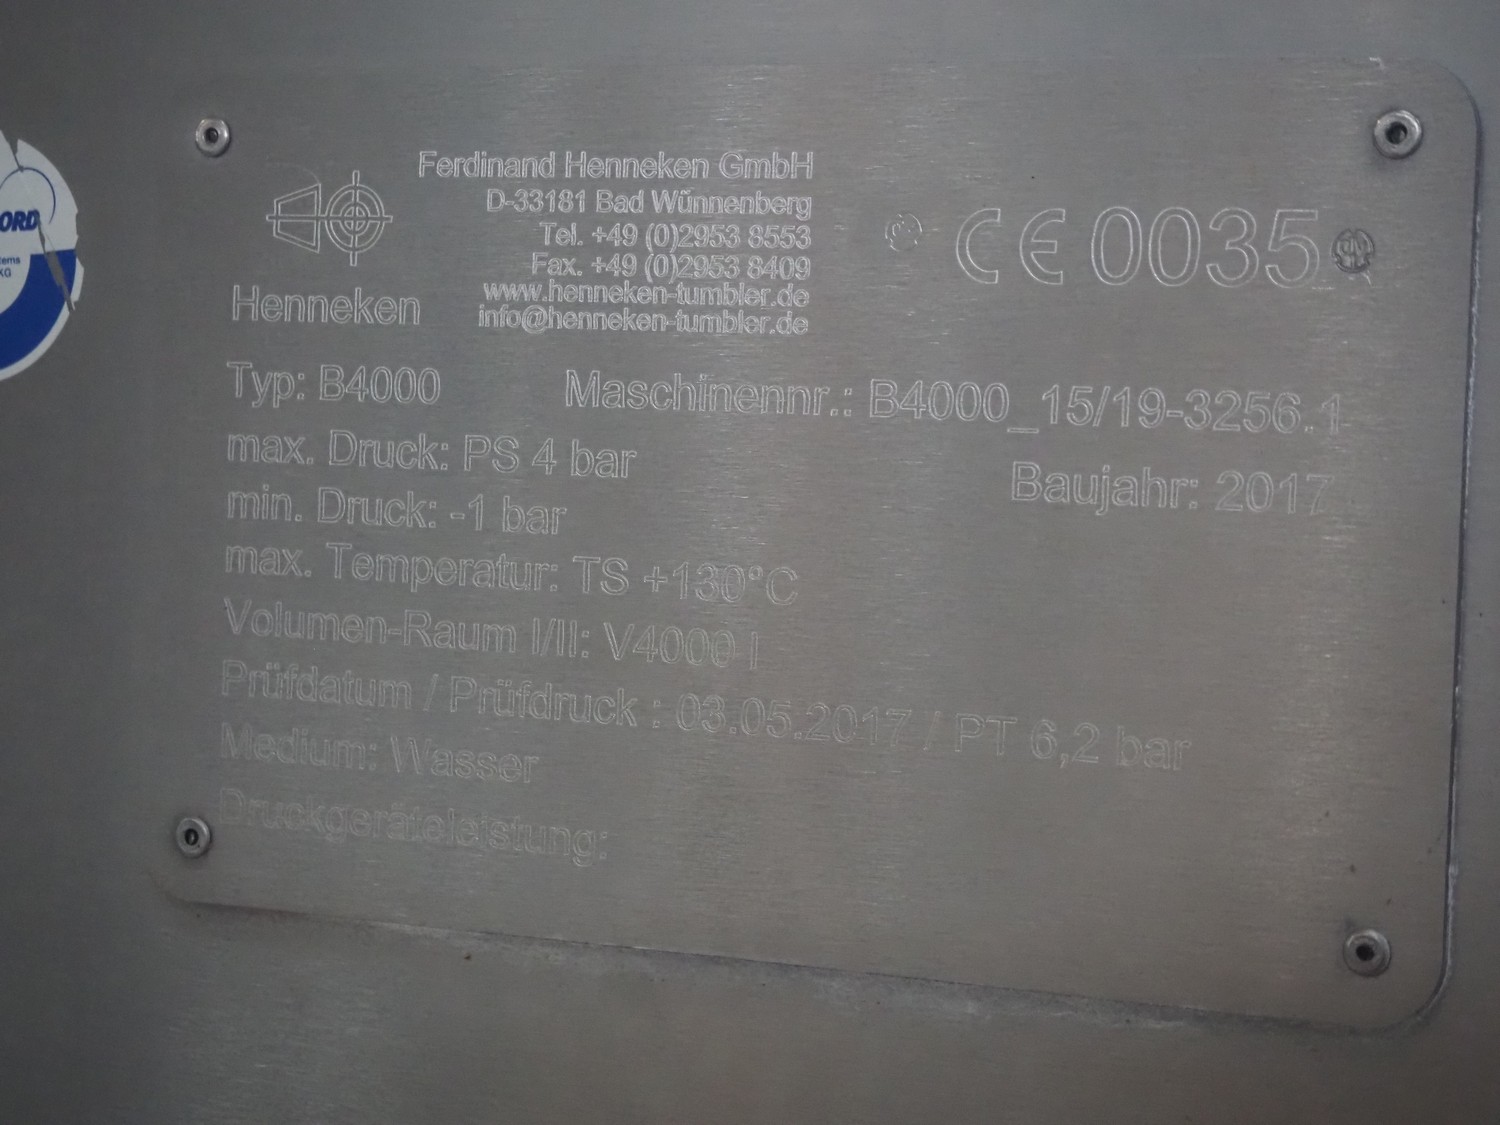 ORD
tems
KG
Henneken
Ferdinand Henneken GmbH
D-33181 Bad Wünnenberg
Tel. +49 (0)2953 8553
Fax. +49 (0)2953 8409
www.henneken-tumbler.de
info@henneken-tumbler.de
CE 0035
Typ: B4000 Maschinennr.: B4000_15/19-3256.1
max. Druck: PS 4 bar Baujahr: 2017
min. Druck: -1 bar
max. Temperatur: TS +130°C
Volumen-Raum I/II: V4000 l
Prüfdatum / Prüfdruck : 03.05.2017 / PT 6,2 bar
Medium: Wasser
Druckgeräteleistung: